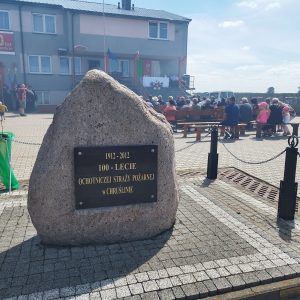 1912-2012
100-LECIE
OCHOTNICZEJ STRAŻY POŻARNEJ
w CHRUŚLINIE